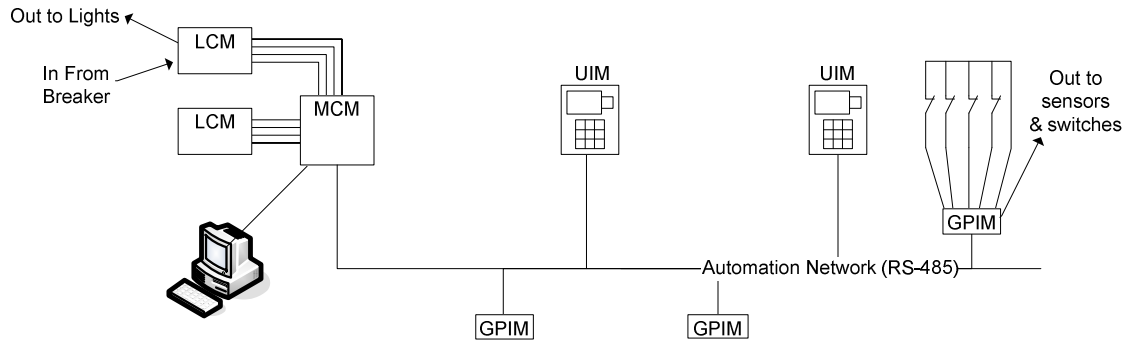 Out to Lights
LCM
In From
Breaker
LCM
MCM
UIM
UIM
Out to
sensors
& switches
GPIM
Automation Network (RS-485)
GPIM
GPIM